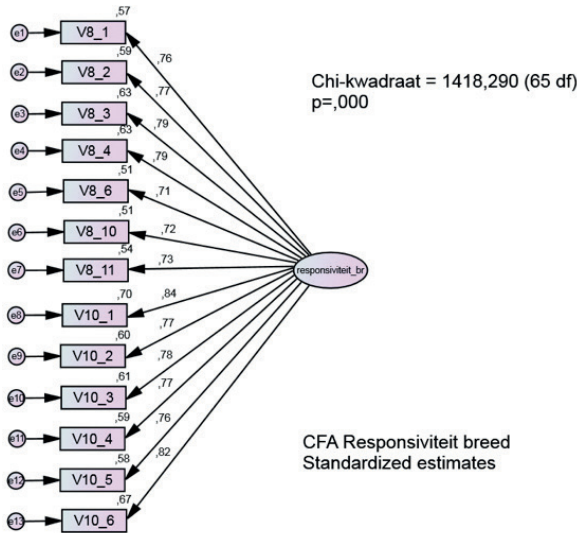 ,57
e1 V8_1
,76
,59
e2 V8_2
,77
,63
e3 V8_3
,79
,63
e4 V8_4
,79
,51
e5 V8_6
,71
,51
e6 V8_10
,72
,54
e7 V8_11
,73
,70
e8 V10_1
,84
,60
e9 V10_2
,77
,61
e10 V10_3
,78
,59
e11 V10_4
,77
,58
e12 V10_5
,76
,67
e13 V10_6
,82
responsiviteit_br
Chi-kwadraat = 1418,290 (65 df)
p=,000
CFA Responsiviteit breed
Standardized estimates